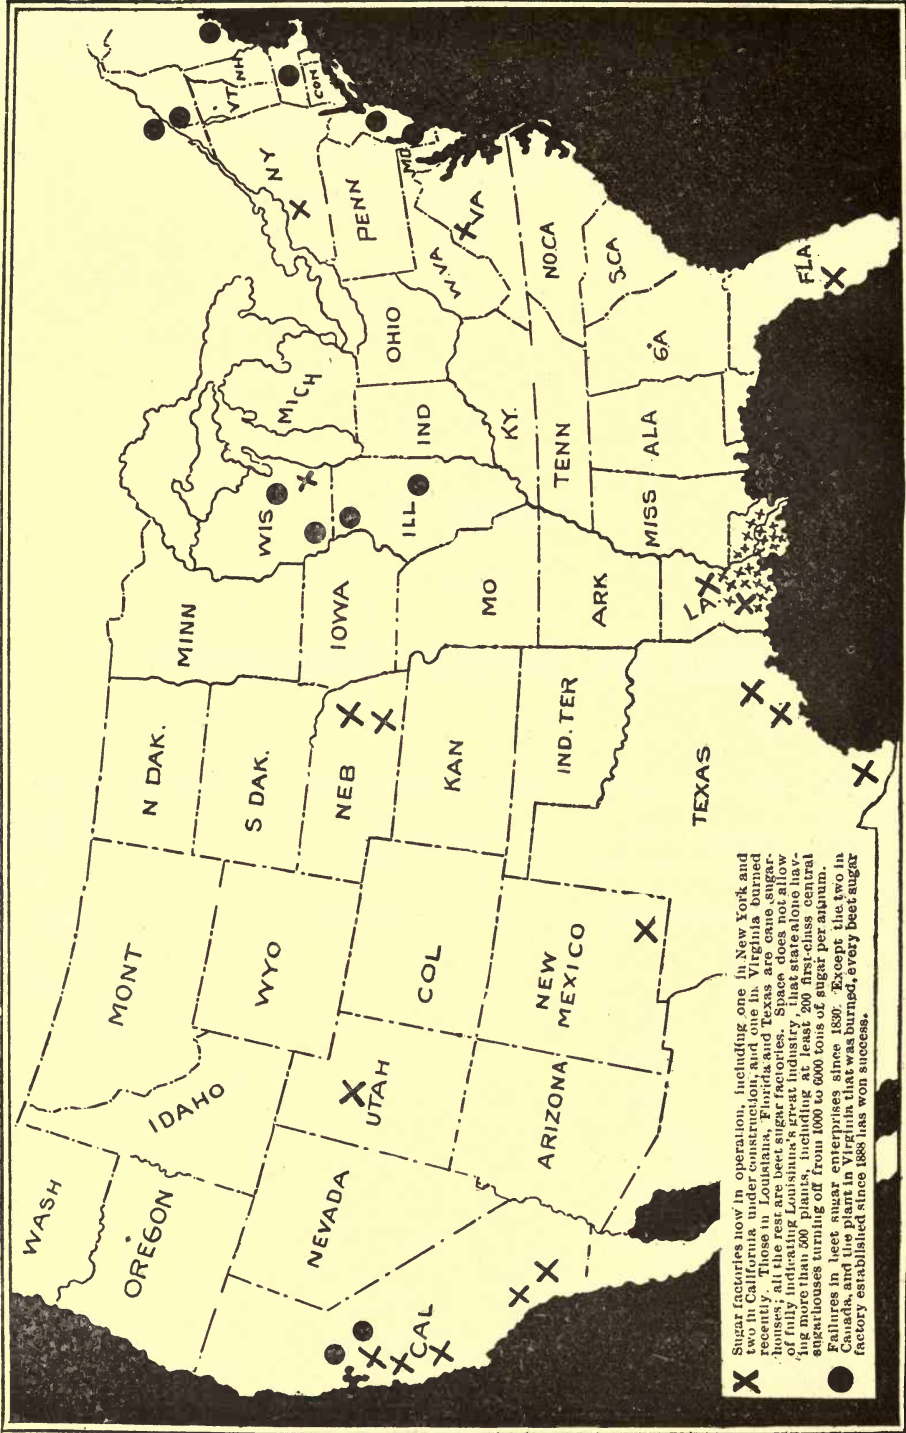 WASH
OREGON
IDAHO
MONT
N DAK.
MINN
WIS
MICH
NY
VT
NH
CON
PENN
MD
S DAK.
WYO
NEVADA
UTAH
COL
NEB
IOWA
ILL
IND
OHIO
W.VA
VA
CAL
ARIZONA
NEW
MEXICO
KAN
MO
KY.
NO.CA
TENN
S.CA
IND. TER
ARK
TEXAS
LA
MISS
ALA
GA
FLA
Sugar factories now in operation, including one in New York and
two in California under construction, and one in Virginia burned
recently. Those in Louisiana, Florida and Texas are cane sugar-
houses; all the rest are beet sugar factories. Space does not allow
of fully indicating Louisiana's great industry, that state alone hav-
ing more than 500 plants, including at least 200 first-class central
sugarhouses turning off from 1000 to 6000 tons of sugar per annum.
Failures in beet sugar enterprises since 1830. Except the two in
Canada, and the plant in Virginia that was burned, every beet sugar
factory established since 1888 has won success.